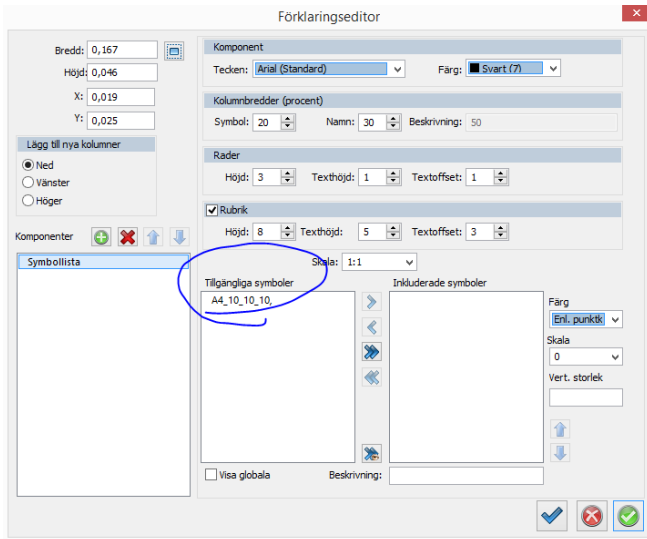 Förklaringseditor
Bredd: 0,167
Höjd: 0,046
X: 0,019
Y: 0,025
Lägg till nya kolumner
Ned
Vänster
Höger
Komponenter
Symbollista
Komponent
Tecken: Arial (Standard) Färg: Svart (7)
Kolumnbredder (procent)
Symbol: 20 Namn: 30 Beskrivning: 50
Rader
Höjd: 3 Texthöjd: 1 Textoffset: 1
Rubrik
Höjd: 8 Texthöjd: 5 Textoffset: 3
Skala: 1:1
Tillgängliga symboler
A4_10_10_10,
Inkluderade symboler
Färg
Enl. punktk
Skala
0
Vert. storlek
Visa globala
Beskrivning: